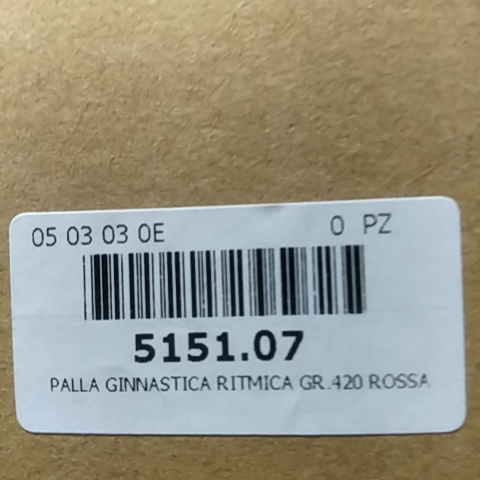 05 03 03 0E 0 PZ
5151.07
PALLA GINNASTICA RITMICA GR.420 ROSSA